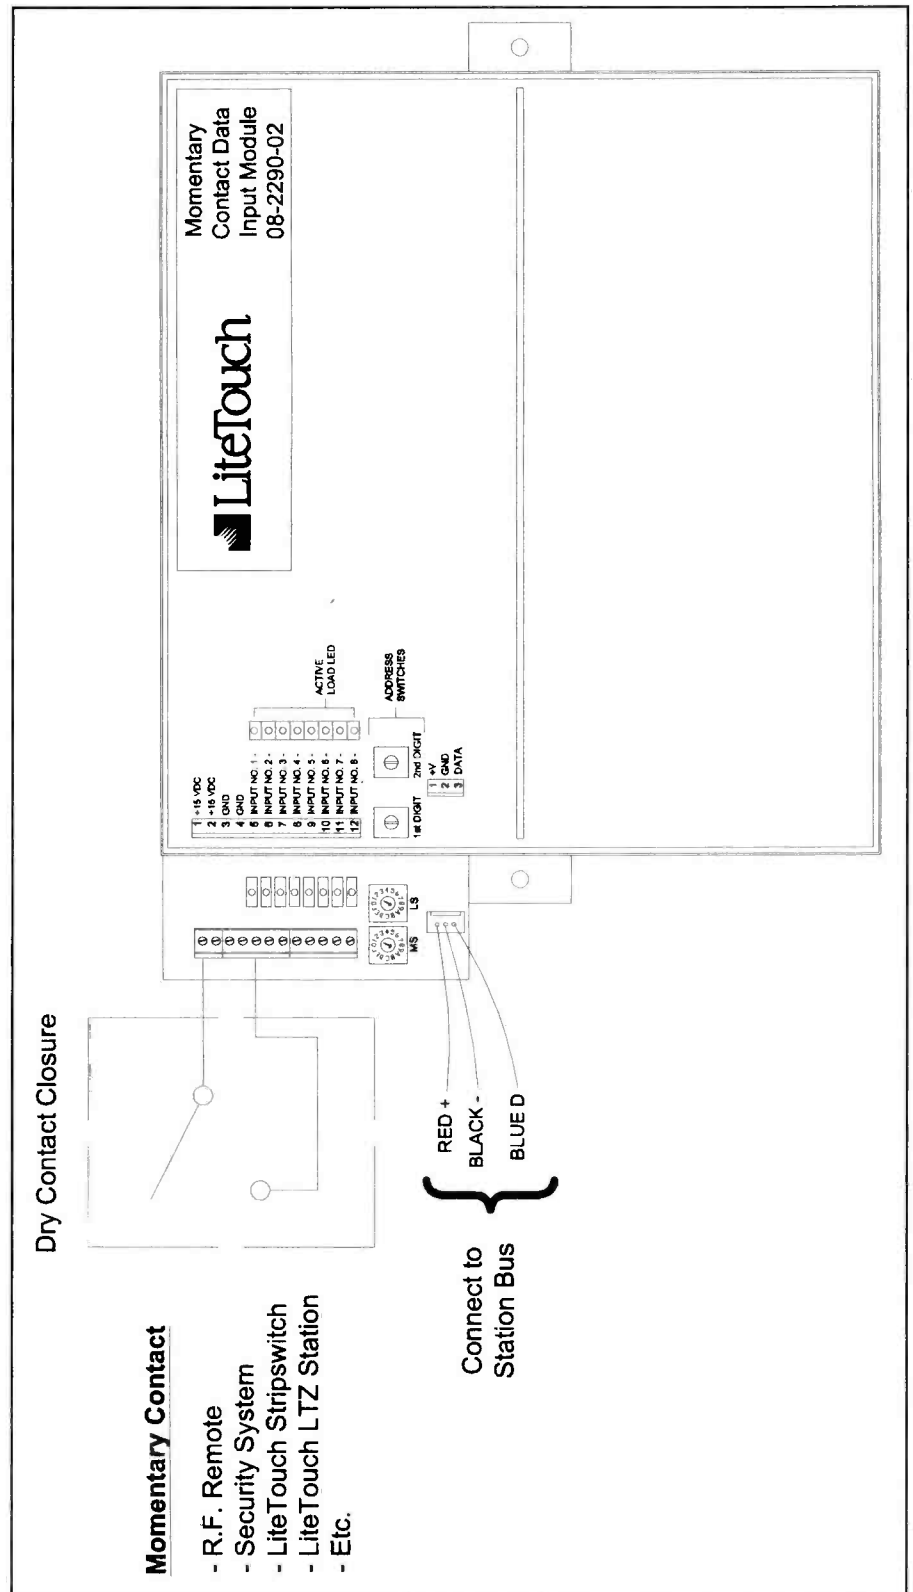 Momentary Contact
- R.F. Remote
- Security System
- LiteTouch Stripswitch
- LiteTouch LTZ Station
- Etc.
Dry Contact Closure
Connect to
Station Bus
RED +
BLACK -
BLUE D
MS
LS
1 +15 VDC
2 +15 VDC
3 GND
4 GND
5 INPUT NO. 1 -
6 INPUT NO. 2 -
7 INPUT NO. 3 -
8 INPUT NO. 4 -
9 INPUT NO. 5 -
10 INPUT NO. 6 -
11 INPUT NO. 7 -
12 INPUT NO. 8 -
ACTIVE
LOAD LED
1st DIGIT
2nd DIGIT
ADDRESS
SWITCHES
1 +V
2 GND
3 DATA
LiteTouch
Momentary
Contact Data
Input Module
08-2290-02